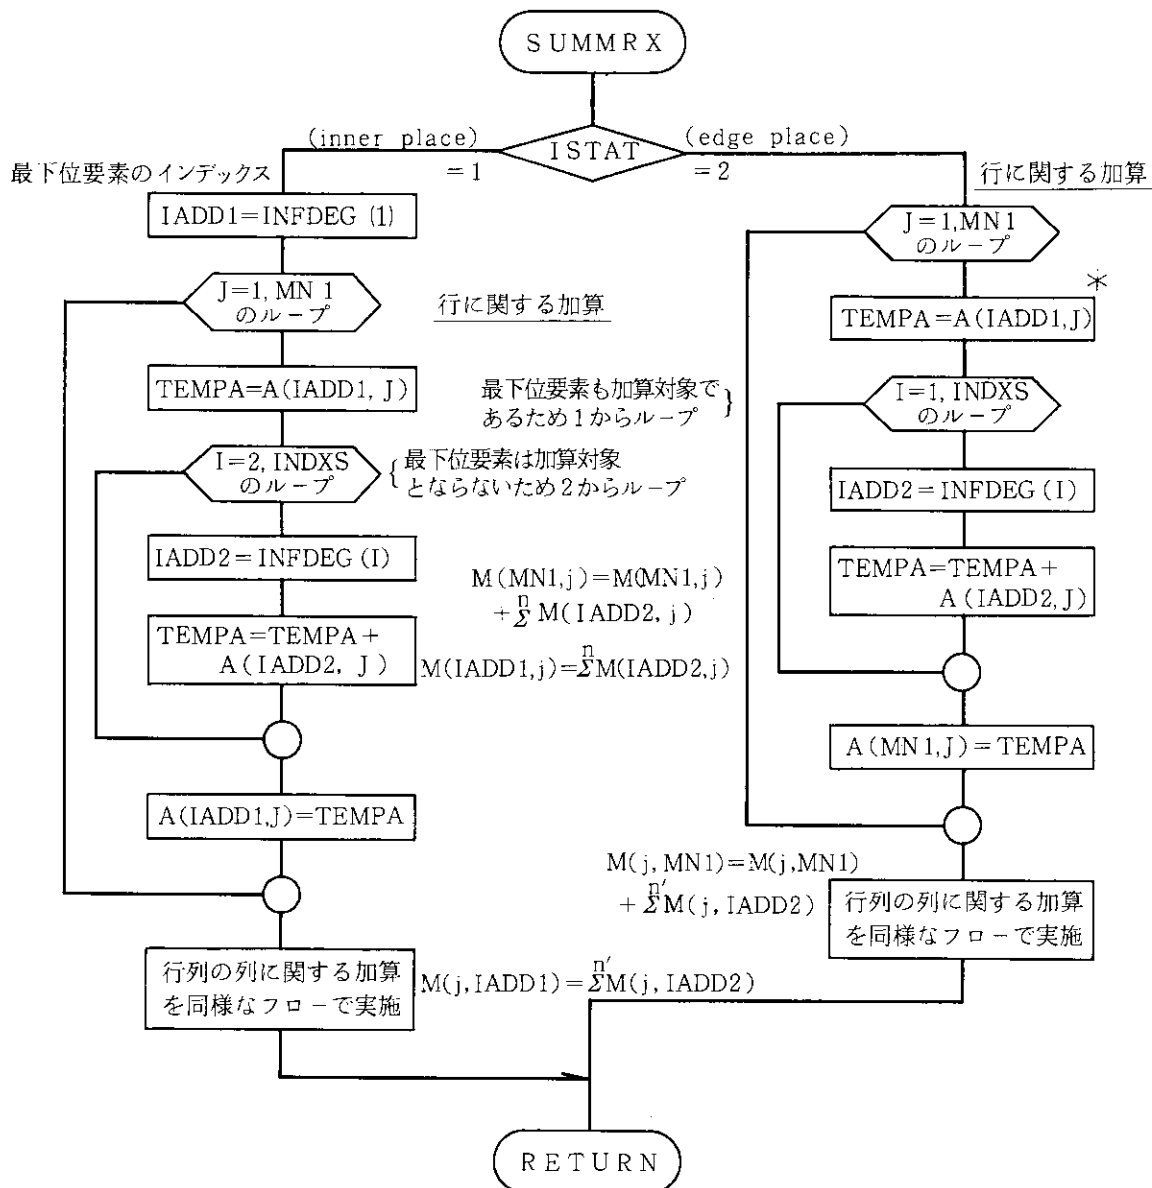 SUMMRX
(inner place)
ISTAT
(edge place)
=1
=2
最下位要素のインデックス
IADD1=INFDEG (1)
J=1, MN 1
のループ
行に関する加算
TEMPA=A(IADD1, J)
I=2, INDXS
のループ
最下位要素は加算対象
とならないため2からループ
IADD2=INFDEG (I)
TEMPA=TEMPA+
A(IADD2, J)
M(MN1,j)=M(MN1,j)
+ΣⁿM(IADD2, j)
M(IADD1,j)=ΣⁿM(IADD2,j)
A(IADD1,J)=TEMPA
行列の列に関する加算
を同様なフローで実施
M(j,IADD1)=Σⁿ′M(j,IADD2)
行に関する加算
J=1,MN1
のループ
*
TEMPA=A(IADD1,J)
最下位要素も加算対象で
あるため1からループ
I=1, INDXS
のループ
IADD2=INFDEG(I)
TEMPA=TEMPA+
A(IADD2,J)
A(MN1,J)=TEMPA
M(j,MN1)=M(j,MN1)
+Σⁿ′M(j,IADD2)
行列の列に関する加算
を同様なフローで実施
RETURN